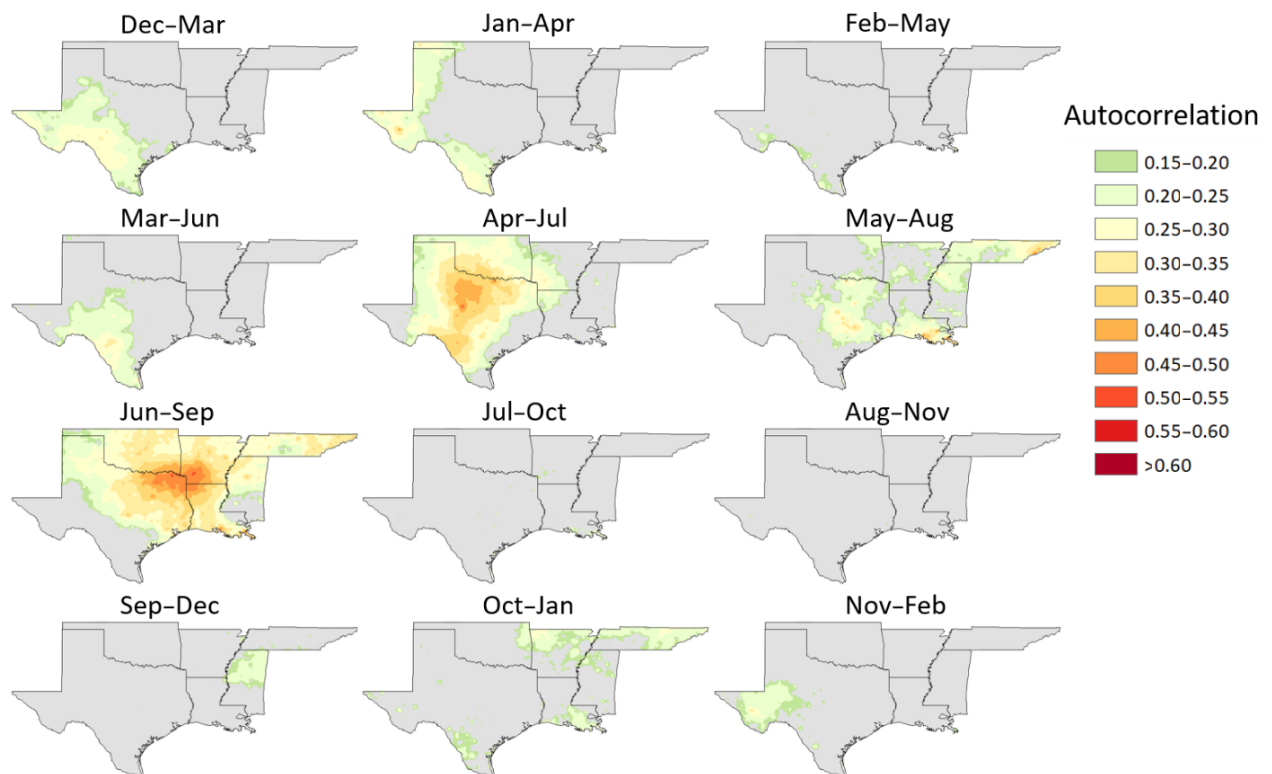 Dec–Mar
Jan–Apr
Feb–May
Mar–Jun
Apr–Jul
May–Aug
Jun–Sep
Jul–Oct
Aug–Nov
Sep–Dec
Oct–Jan
Nov–Feb
Autocorrelation
0.15–0.20
0.20–0.25
0.25–0.30
0.30–0.35
0.35–0.40
0.40–0.45
0.45–0.50
0.50–0.55
0.55–0.60
>0.60